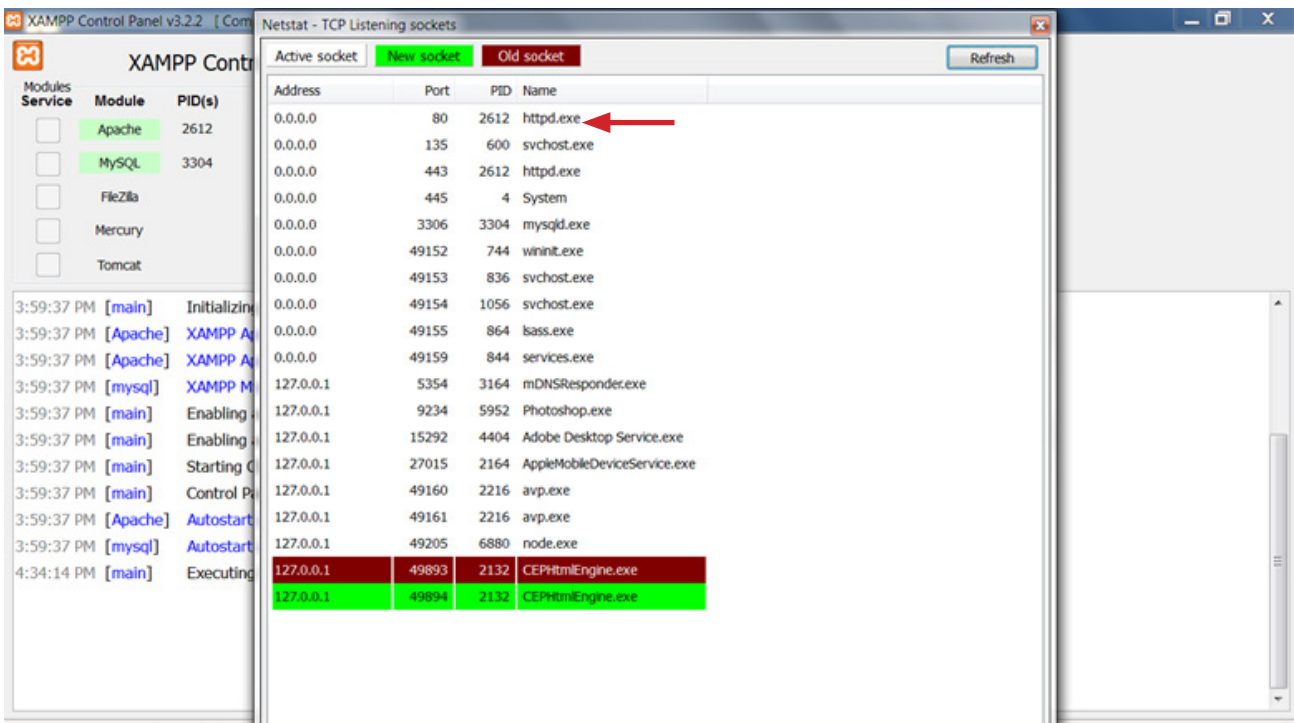 XAMPP Control Panel v3.2.2 [ Com
Netstat - TCP Listening sockets
XAMPP Contr
Active socket New socket Old socket Refresh
Modules
Service Module PID(s)
Apache 2612
MySQL 3304
FileZilla
Mercury
Tomcat
Address Port PID Name
0.0.0.0 80 2612 httpd.exe
0.0.0.0 135 600 svchost.exe
0.0.0.0 443 2612 httpd.exe
0.0.0.0 445 4 System
0.0.0.0 3306 3304 mysqld.exe
0.0.0.0 49152 744 wininit.exe
0.0.0.0 49153 836 svchost.exe
0.0.0.0 49154 1056 svchost.exe
0.0.0.0 49155 864 lsass.exe
0.0.0.0 49159 844 services.exe
127.0.0.1 5354 3164 mDNSResponder.exe
127.0.0.1 9234 5952 Photoshop.exe
127.0.0.1 15292 4404 Adobe Desktop Service.exe
127.0.0.1 27015 2164 AppleMobileDeviceService.exe
127.0.0.1 49160 2216 avp.exe
127.0.0.1 49161 2216 avp.exe
127.0.0.1 49205 6880 node.exe
127.0.0.1 49893 2132 CEPHtmlEngine.exe
127.0.0.1 49894 2132 CEPHtmlEngine.exe
3:59:37 PM [main] Initializing
3:59:37 PM [Apache] XAMPP Ap
3:59:37 PM [Apache] XAMPP Ap
3:59:37 PM [mysql] XAMPP M
3:59:37 PM [main] Enabling
3:59:37 PM [main] Enabling
3:59:37 PM [main] Starting C
3:59:37 PM [main] Control Pa
3:59:37 PM [Apache] Autostart
3:59:37 PM [mysql] Autostart
4:34:14 PM [main] Executing